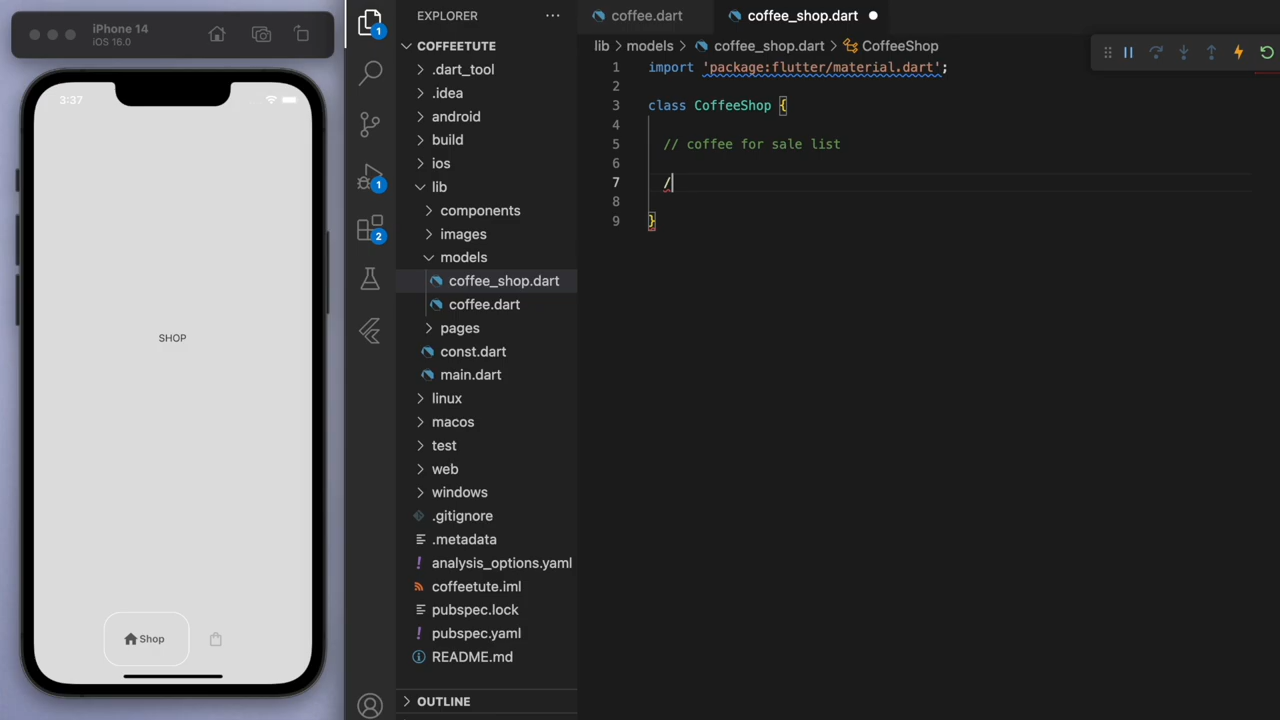 iPhone 14
iOS 16.0
3:37
SHOP
Shop
1
1
2
EXPLORER
COFFEETUTE
.dart_tool
.idea
android
build
ios
lib
components
images
models
coffee_shop.dart
coffee.dart
pages
const.dart
main.dart
linux
macos
test
web
windows
.gitignore
.metadata
analysis_options.yaml
coffeetute.iml
pubspec.lock
pubspec.yaml
README.md
OUTLINE
coffee.dart
coffee_shop.dart
lib > models > coffee_shop.dart > CoffeeShop
1 import 'package:flutter/material.dart';
2
3 class CoffeeShop {
4
5 // coffee for sale list
6
7 /
8
9 }